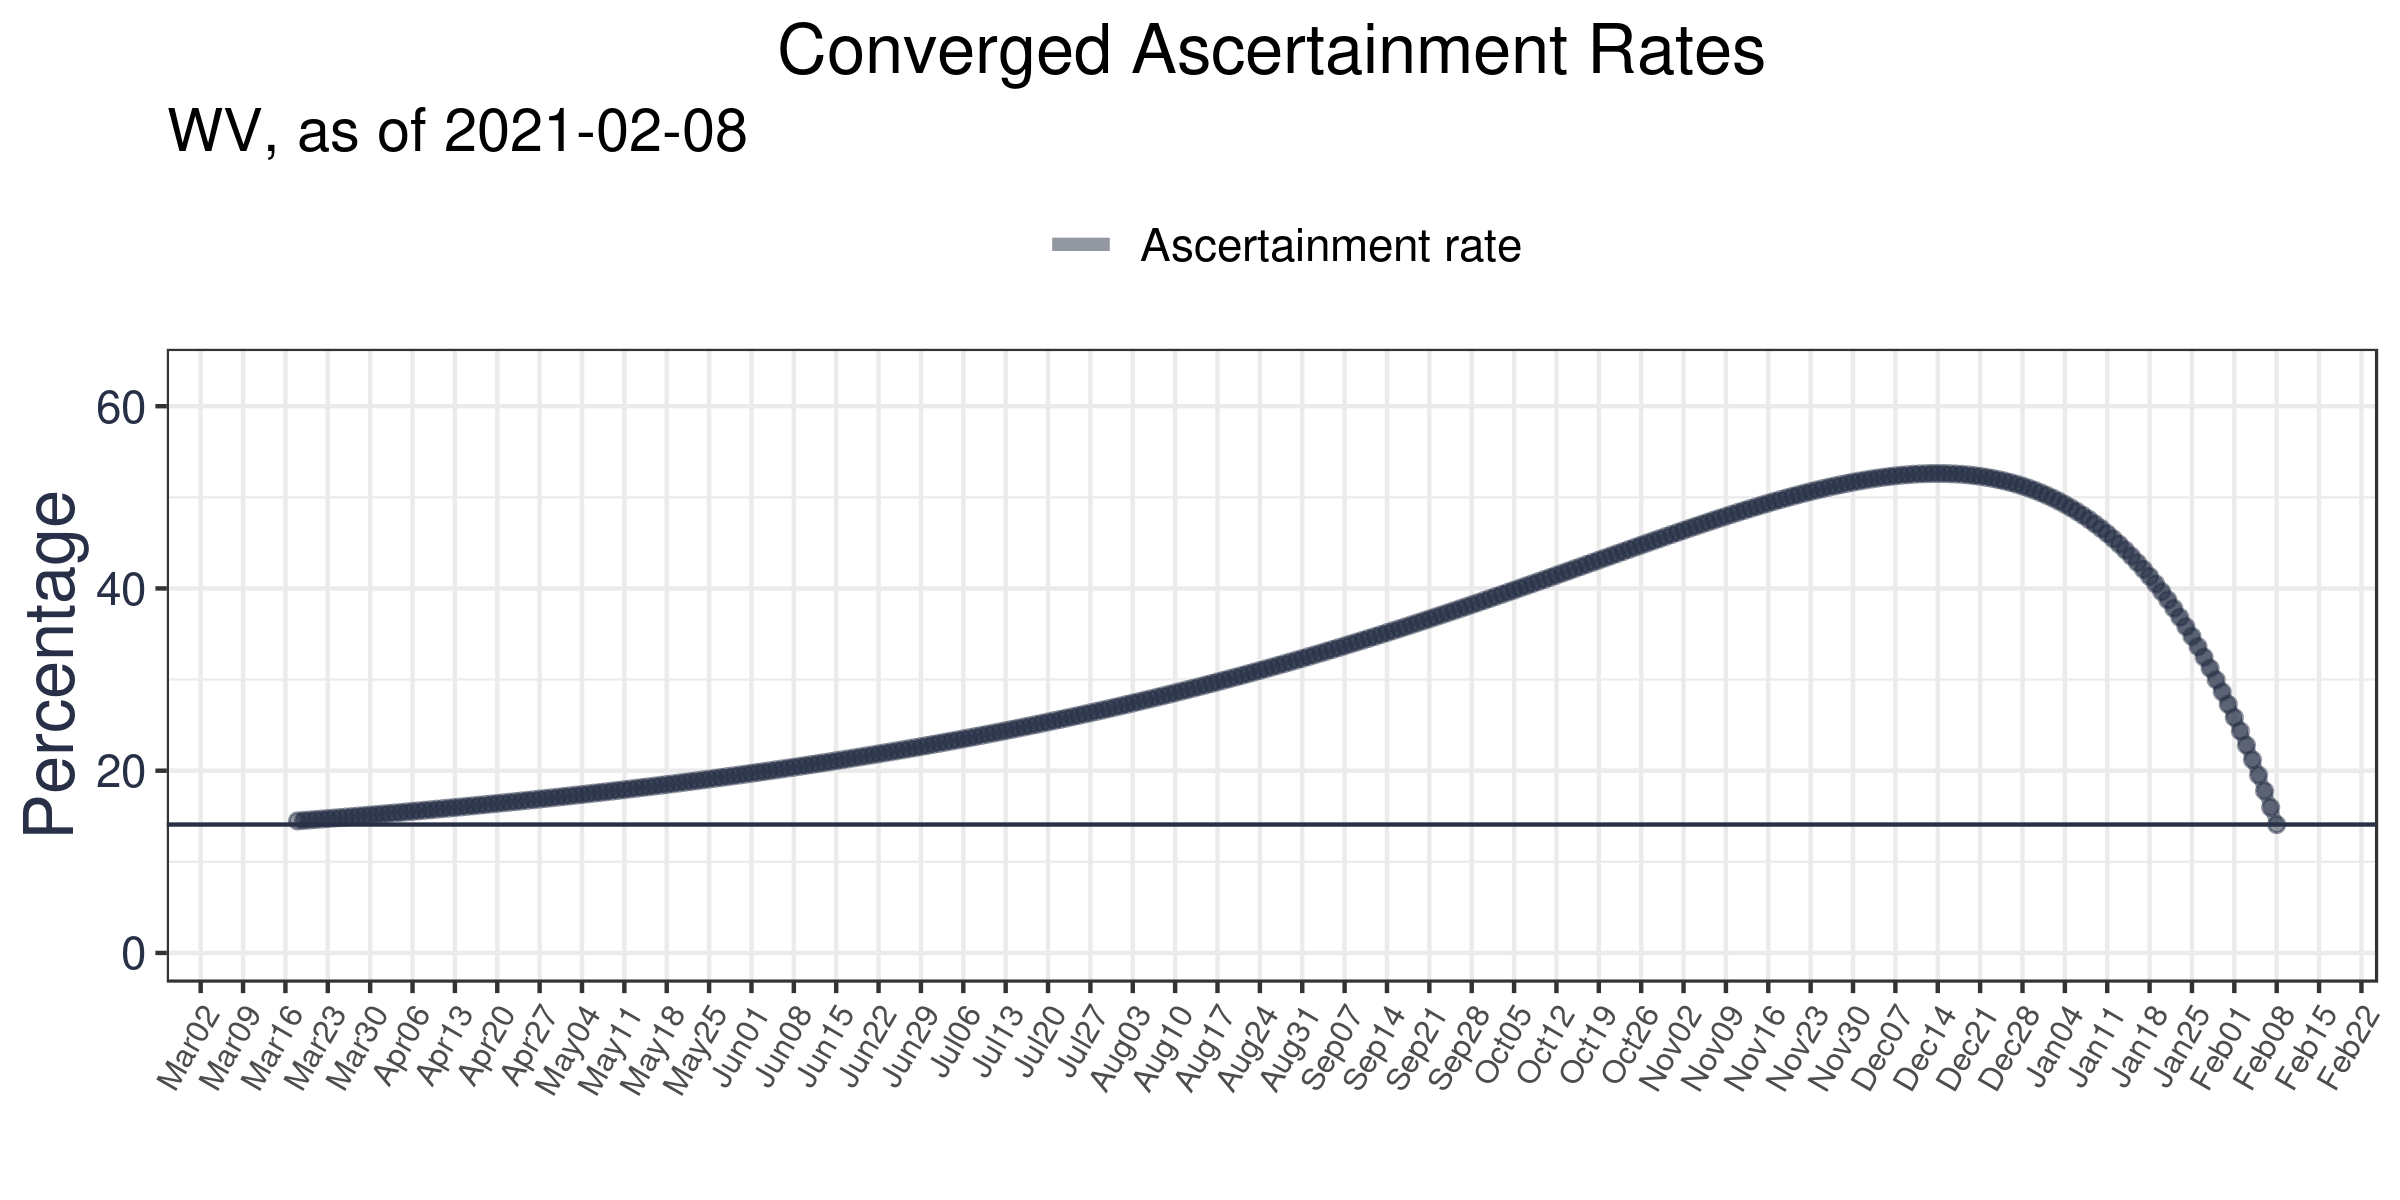 Converged Ascertainment Rates
WV, as of 2021-02-08
Ascertainment rate
Percentage
60
40
20
0
Mar02 Mar09 Mar16 Mar23 Mar30 Apr06 Apr13 Apr20 Apr27 May04 May11 May18 May25 Jun01 Jun08 Jun15 Jun22 Jun29 Jul06 Jul13 Jul20 Jul27 Aug03 Aug10 Aug17 Aug24 Aug31 Sep07 Sep14 Sep21 Sep28 Oct05 Oct12 Oct19 Oct26 Nov02 Nov09 Nov16 Nov23 Nov30 Dec07 Dec14 Dec21 Dec28 Jan04 Jan11 Jan18 Jan25 Feb01 Feb08 Feb15 Feb22